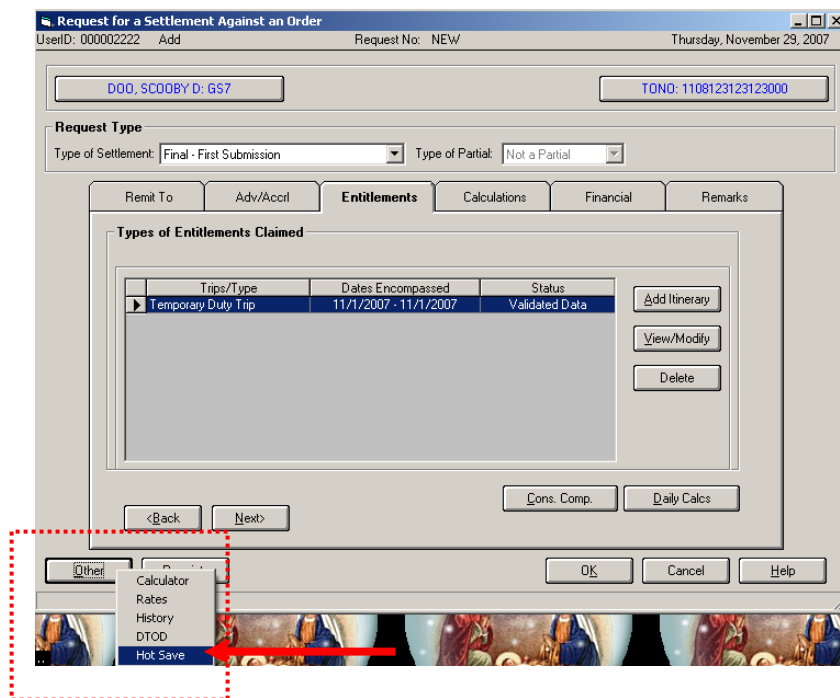 Request for a Settlement Against an Order
UserID: 000002222 Add Request No: NEW Thursday, November 29, 2007
DOO, SCOOBY D: GS7 TONO: 1108123123123000
Request Type
Type of Settlement: Final - First Submission Type of Partial: Not a Partial
Remit To Adv/Accrl Entitlements Calculations Financial Remarks
Types of Entitlements Claimed
Trips/Type Dates Encompassed Status
Temporary Duty Trip 11/1/2007 - 11/1/2007 Validated Data
Add Itinerary
View/Modify
Delete
Cons. Comp. Daily Calcs
<Back Next>
Other OK Cancel Help
Calculator
Rates
History
DTOD
Hot Save